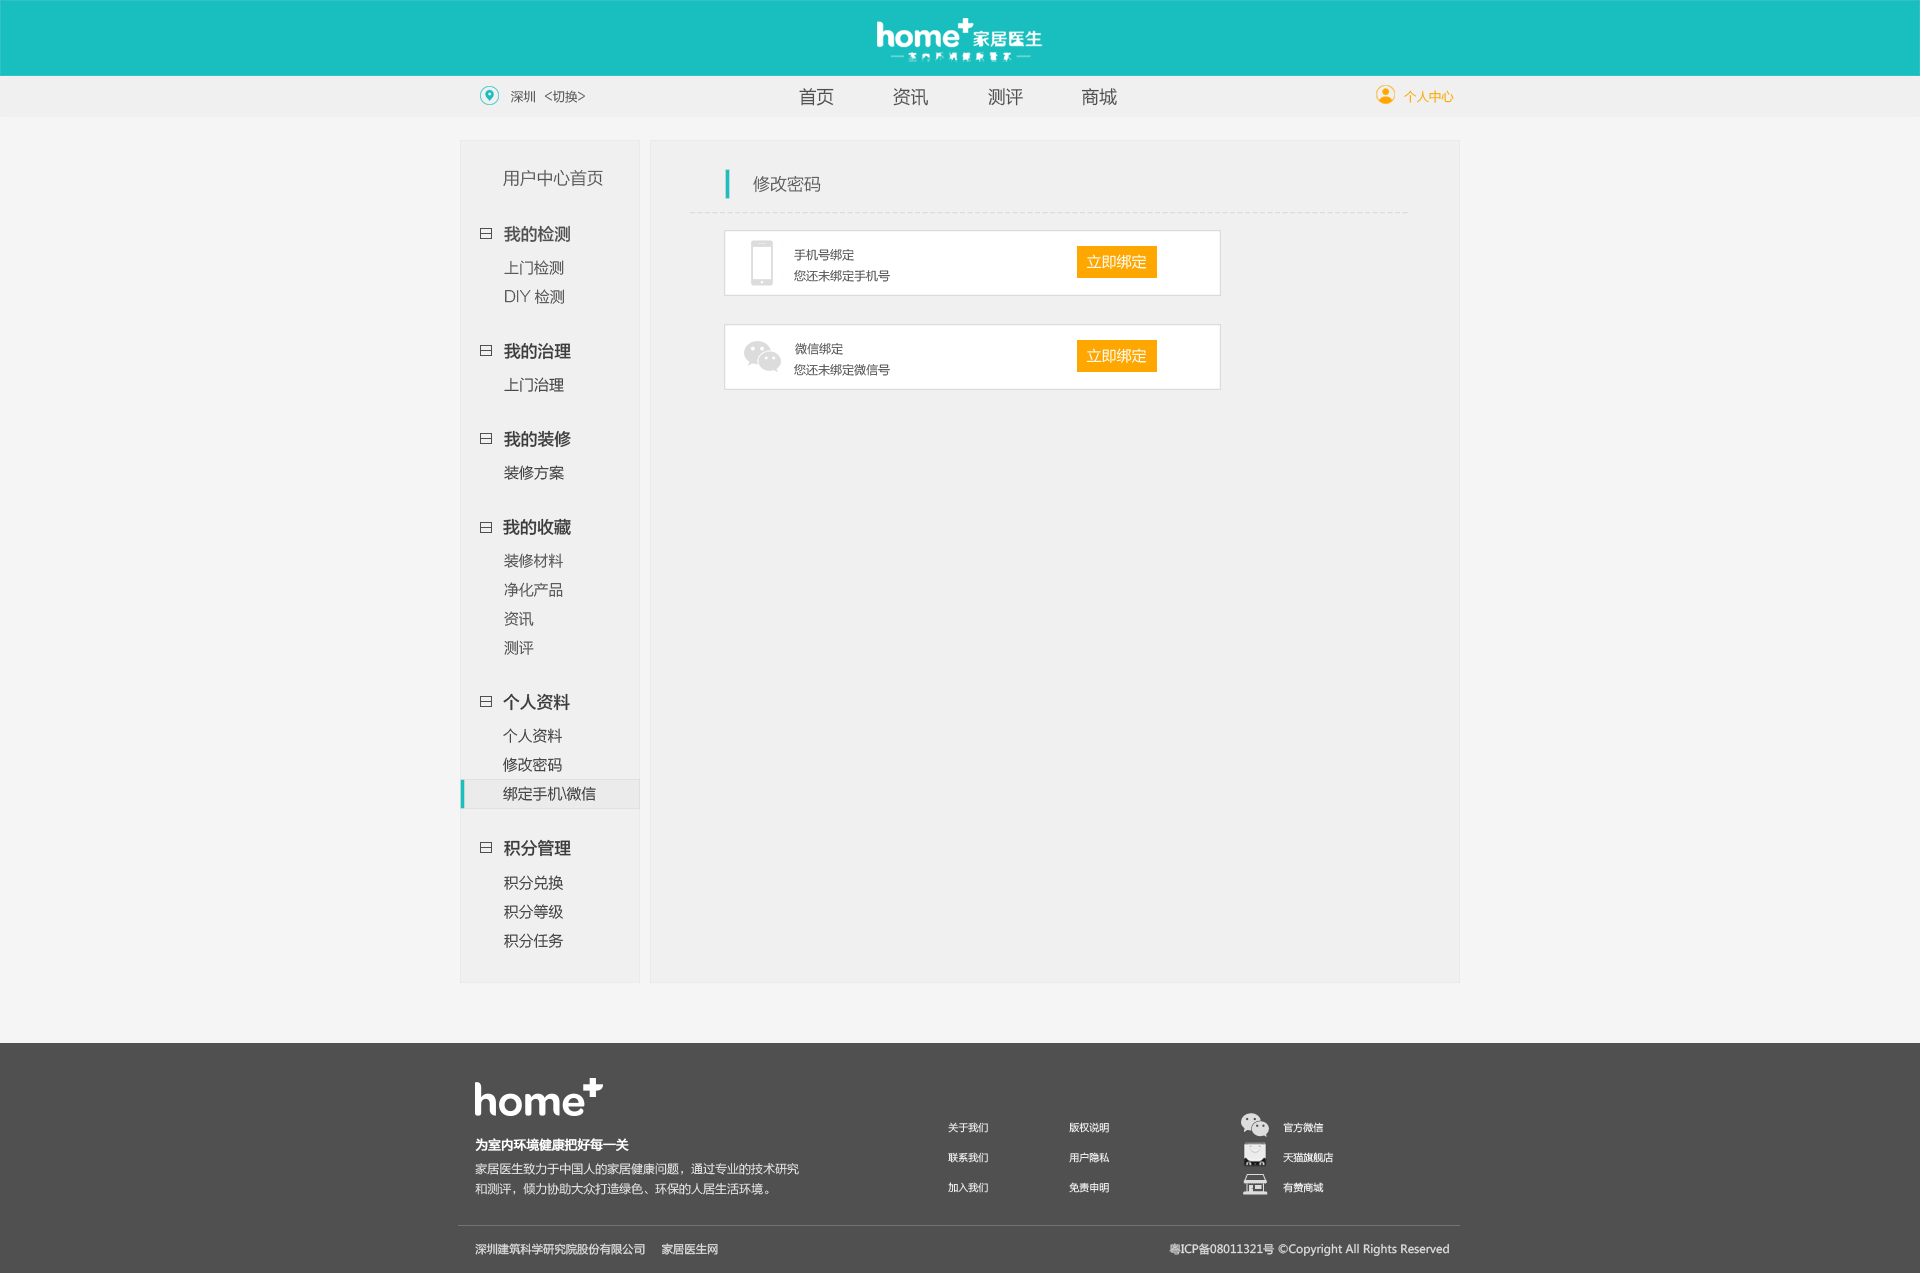 home+ 家居医生
深圳 <切换>
首页 资讯 测评 商城
个人中心
用户中心首页
我的检测
上门检测
DIY 检测
我的治理
上门治理
我的装修
装修方案
我的收藏
装修材料
净化产品
资讯
测评
个人资料
个人资料
修改密码
绑定手机\微信
积分管理
积分兑换
积分等级
积分任务
修改密码
手机号绑定
您还未绑定手机号
立即绑定
微信绑定
您还未绑定微信号
立即绑定
home+
为室内环境健康把好每一关
家居医生致力于中国人的家居健康问题，通过专业的技术研究
和测评，倾力协助大众打造绿色、环保的人居生活环境。
关于我们
联系我们
加入我们
版权说明
用户隐私
免责申明
官方微信
天猫旗舰店
有赞商城
深圳建筑科学研究院股份有限公司 家居医生网
粤ICP备08011321号 ©Copyright All Rights Reserved